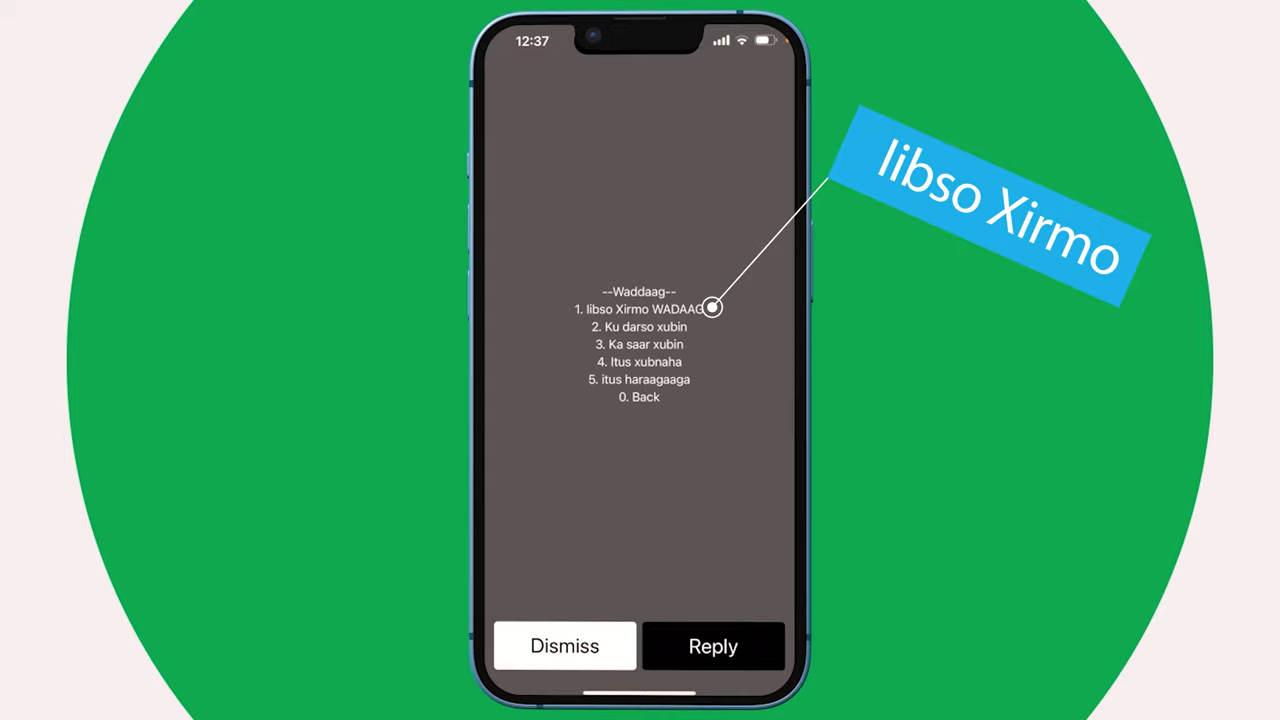 12:37
Iibso Xirmo
--Waddaag--
1. Iibso Xirmo WADAAG
2. Ku darso xubin
3. Ka saar xubin
4. Itus xubnaha
5. itus haraagaaga
0. Back
Dismiss
Reply